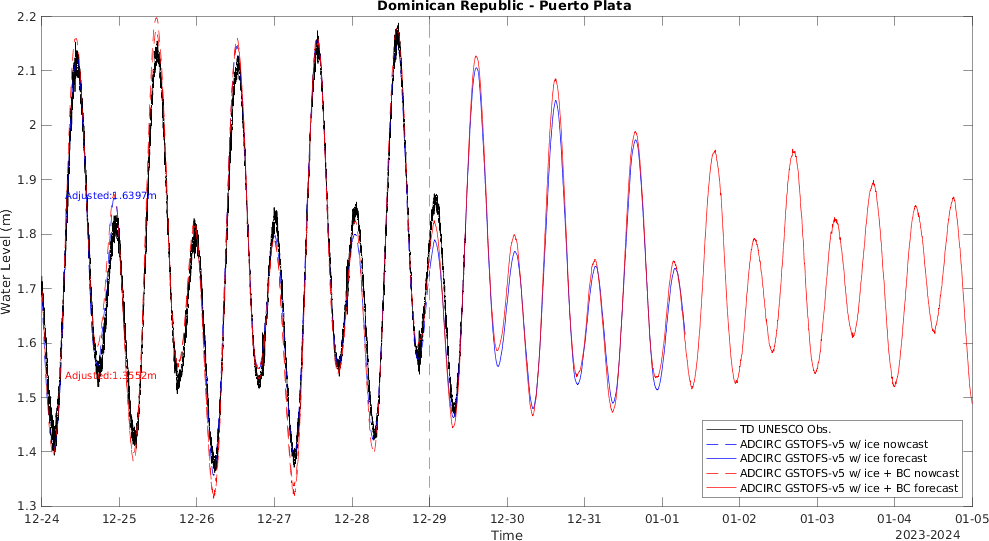 Dominican Republic - Puerto Plata
2.2
2.1
2
1.9
1.8
1.7
1.6
1.5
1.4
1.3
Water Level (m)
Adjusted:1.6397m
Adjusted:1.3552m
TD UNESCO Obs.
ADCIRC GSTOFS-v5 w/ ice nowcast
ADCIRC GSTOFS-v5 w/ ice forecast
ADCIRC GSTOFS-v5 w/ ice + BC nowcast
ADCIRC GSTOFS-v5 w/ ice + BC forecast
12-24 12-25 12-26 12-27 12-28 12-29 12-30 12-31 01-01 01-02 01-03 01-04 01-05
Time
2023-2024